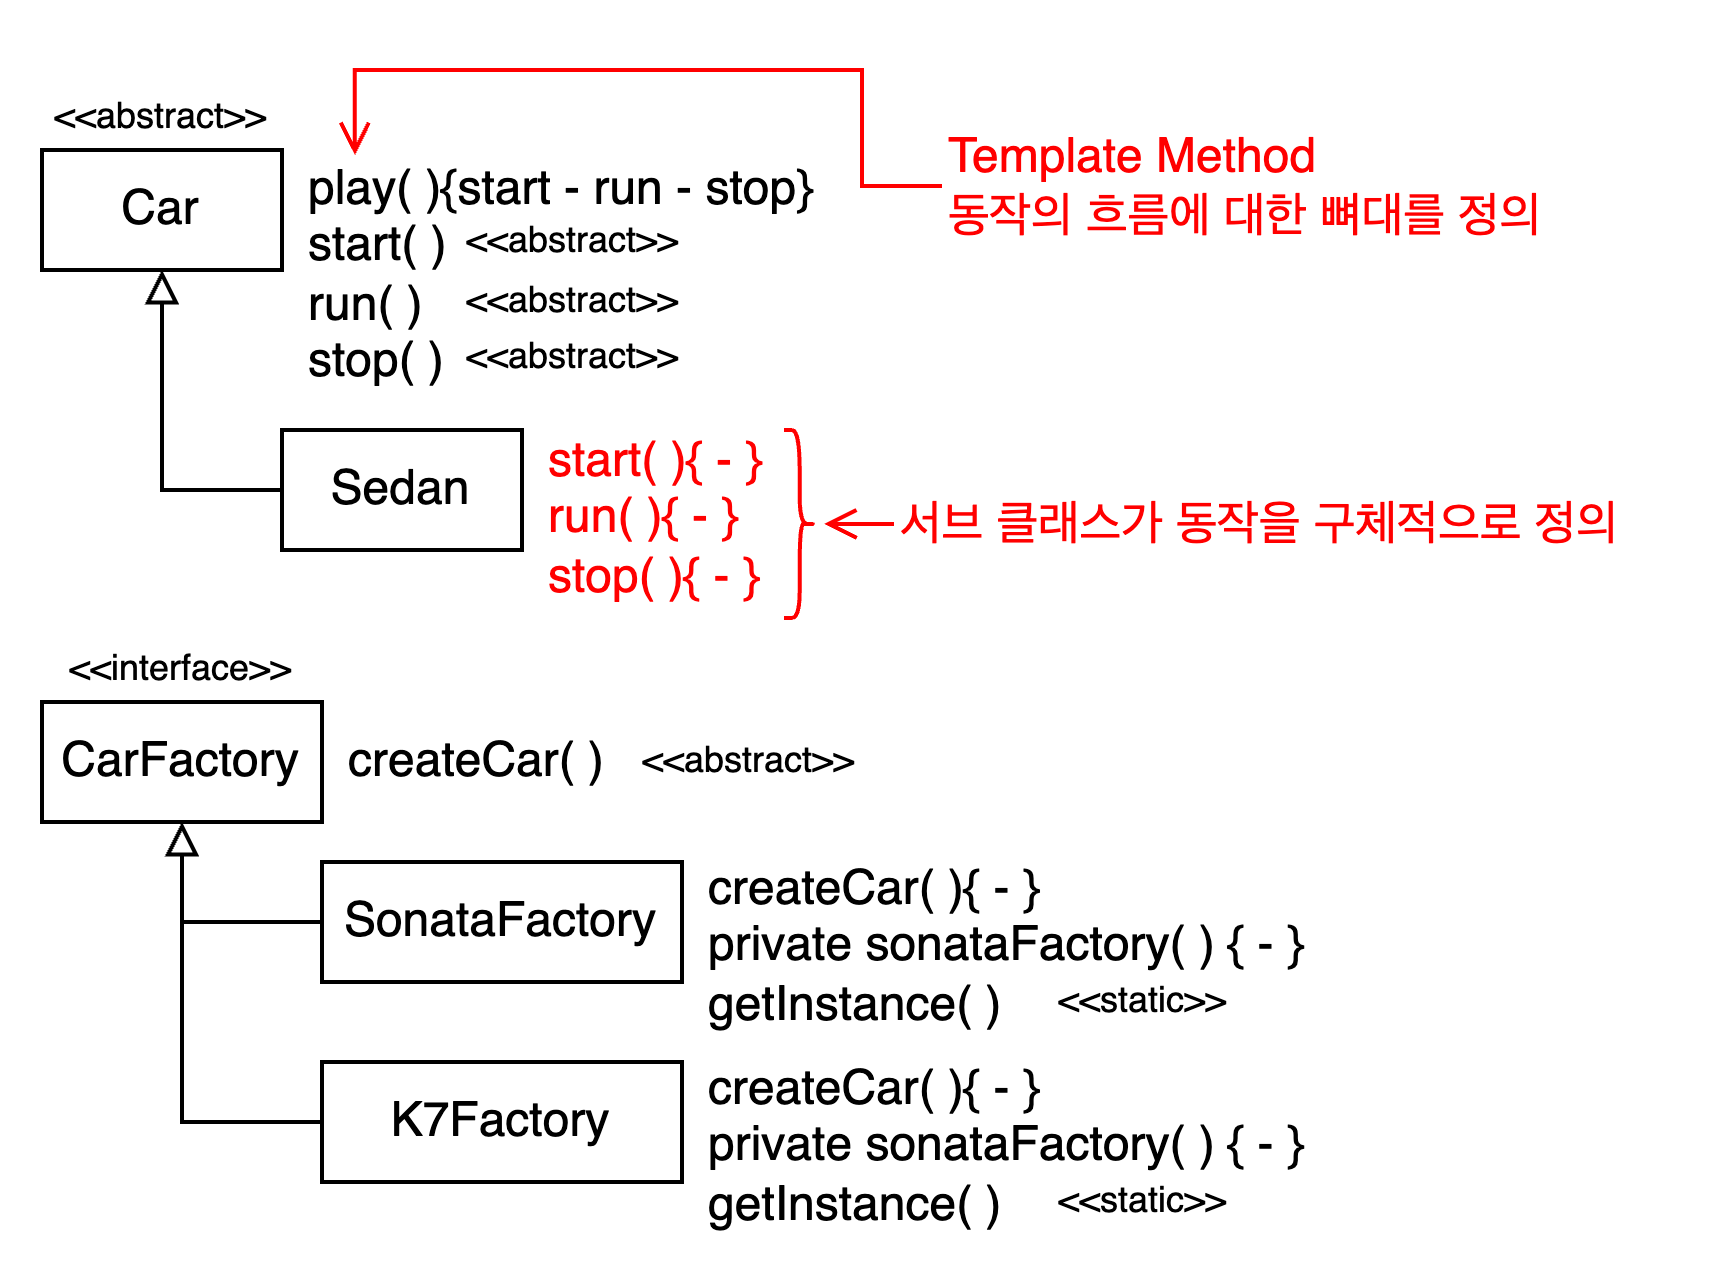 <<abstract>>
Car
play( ){start - run - stop}
start( ) <<abstract>>
run( ) <<abstract>>
stop( ) <<abstract>>
Template Method
동작의 흐름에 대한 뼈대를 정의
Sedan
start( ){ - }
run( ){ - }
stop( ){ - }
서브 클래스가 동작을 구체적으로 정의
<<interface>>
CarFactory
createCar( ) <<abstract>>
SonataFactory
createCar( ){ - }
private sonataFactory( ) { - }
getInstance( ) <<static>>
K7Factory
createCar( ){ - }
private sonataFactory( ) { - }
getInstance( ) <<static>>